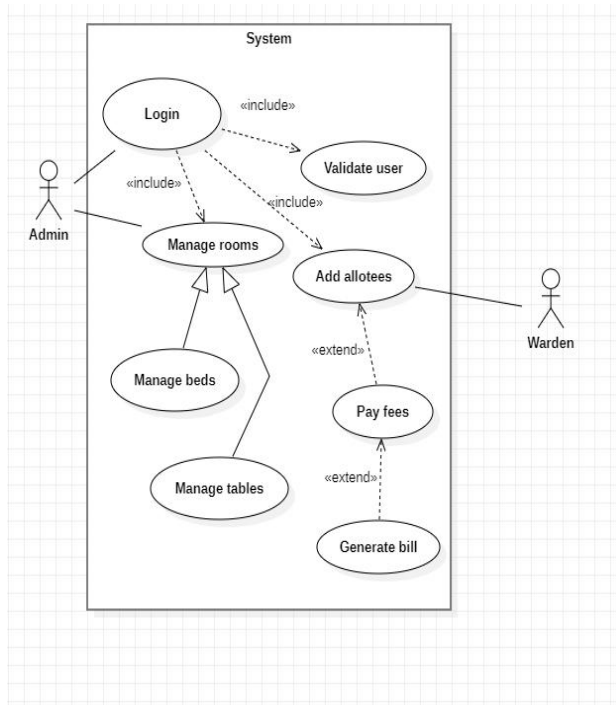 System
Login
«include»
Validate user
«include»
«include»
Admin
Manage rooms
Add allotees
Warden
«extend»
Manage beds
Pay fees
«extend»
Manage tables
Generate bill